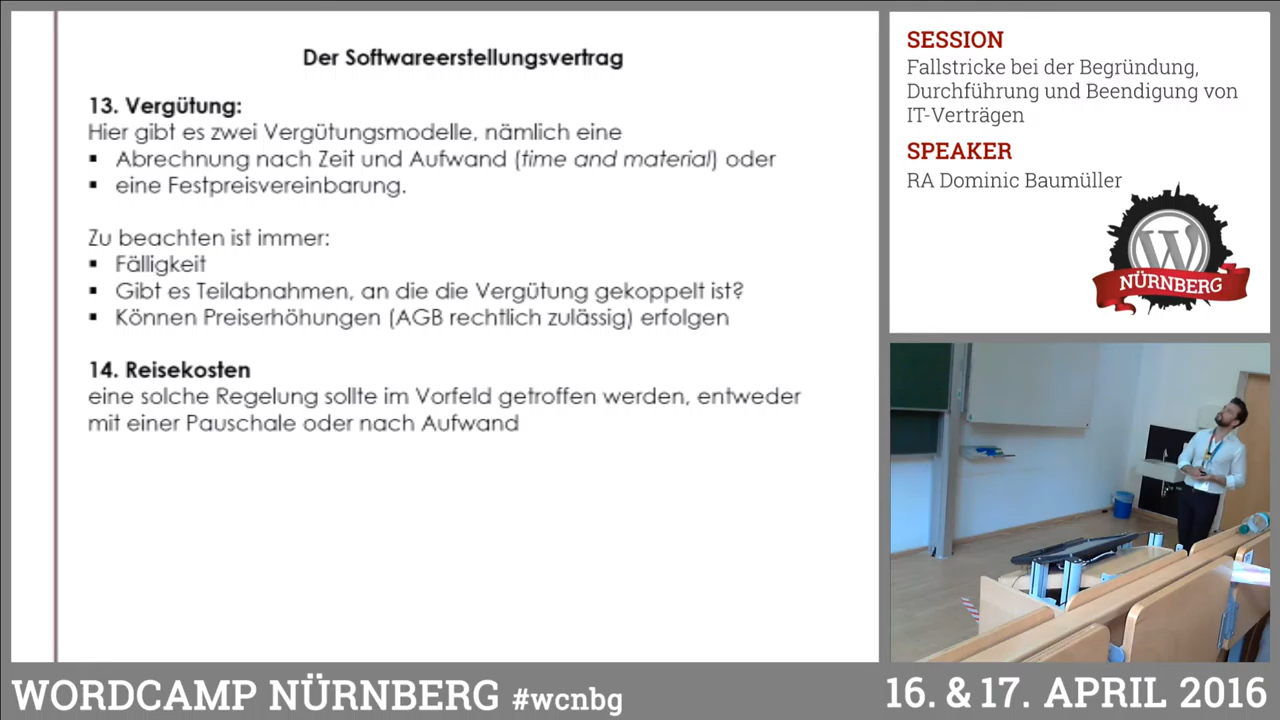 Der Softwareerstellungsvertrag
13. Vergütung:
Hier gibt es zwei Vergütungsmodelle, nämlich eine
▪ Abrechnung nach Zeit und Aufwand (time and material) oder
▪ eine Festpreisvereinbarung.
Zu beachten ist immer:
▪ Fälligkeit
▪ Gibt es Teilabnahmen, an die die Vergütung gekoppelt ist?
▪ Können Preiserhöhungen (AGB rechtlich zulässig) erfolgen
14. Reisekosten
eine solche Regelung sollte im Vorfeld getroffen werden, entweder
mit einer Pauschale oder nach Aufwand
SESSION
Fallstricke bei der Begründung,
Durchführung und Beendigung von
IT-Verträgen
SPEAKER
RA Dominic Baumüller
W
NÜRNBERG
WORDCAMP NÜRNBERG #wcnbg
16. & 17. APRIL 2016